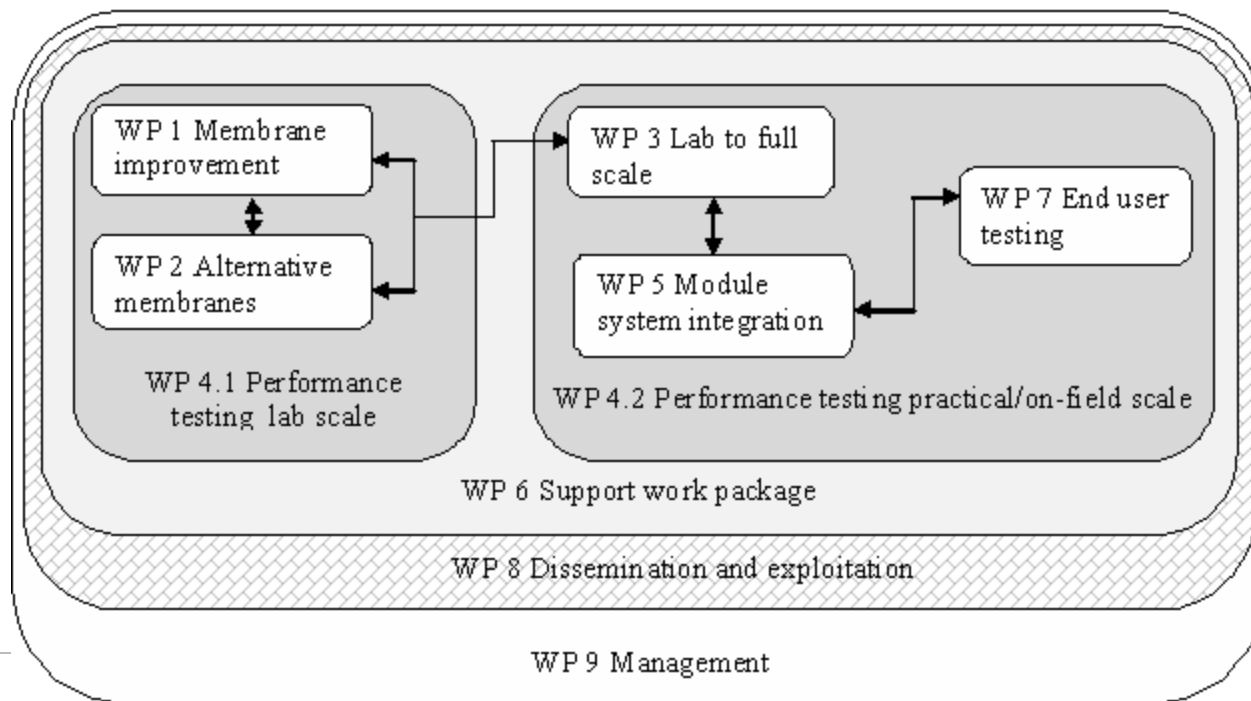 WP 1 Membrane
improvement
WP 2 Alternative
membranes
WP 4.1 Performance
testing lab scale
WP 3 Lab to full
scale
WP 5 Module
system integration
WP 7 End user
testing
WP 4.2 Performance testing practical/on-field scale
WP 6 Support work package
WP 8 Dissemination and exploitation
WP 9 Management